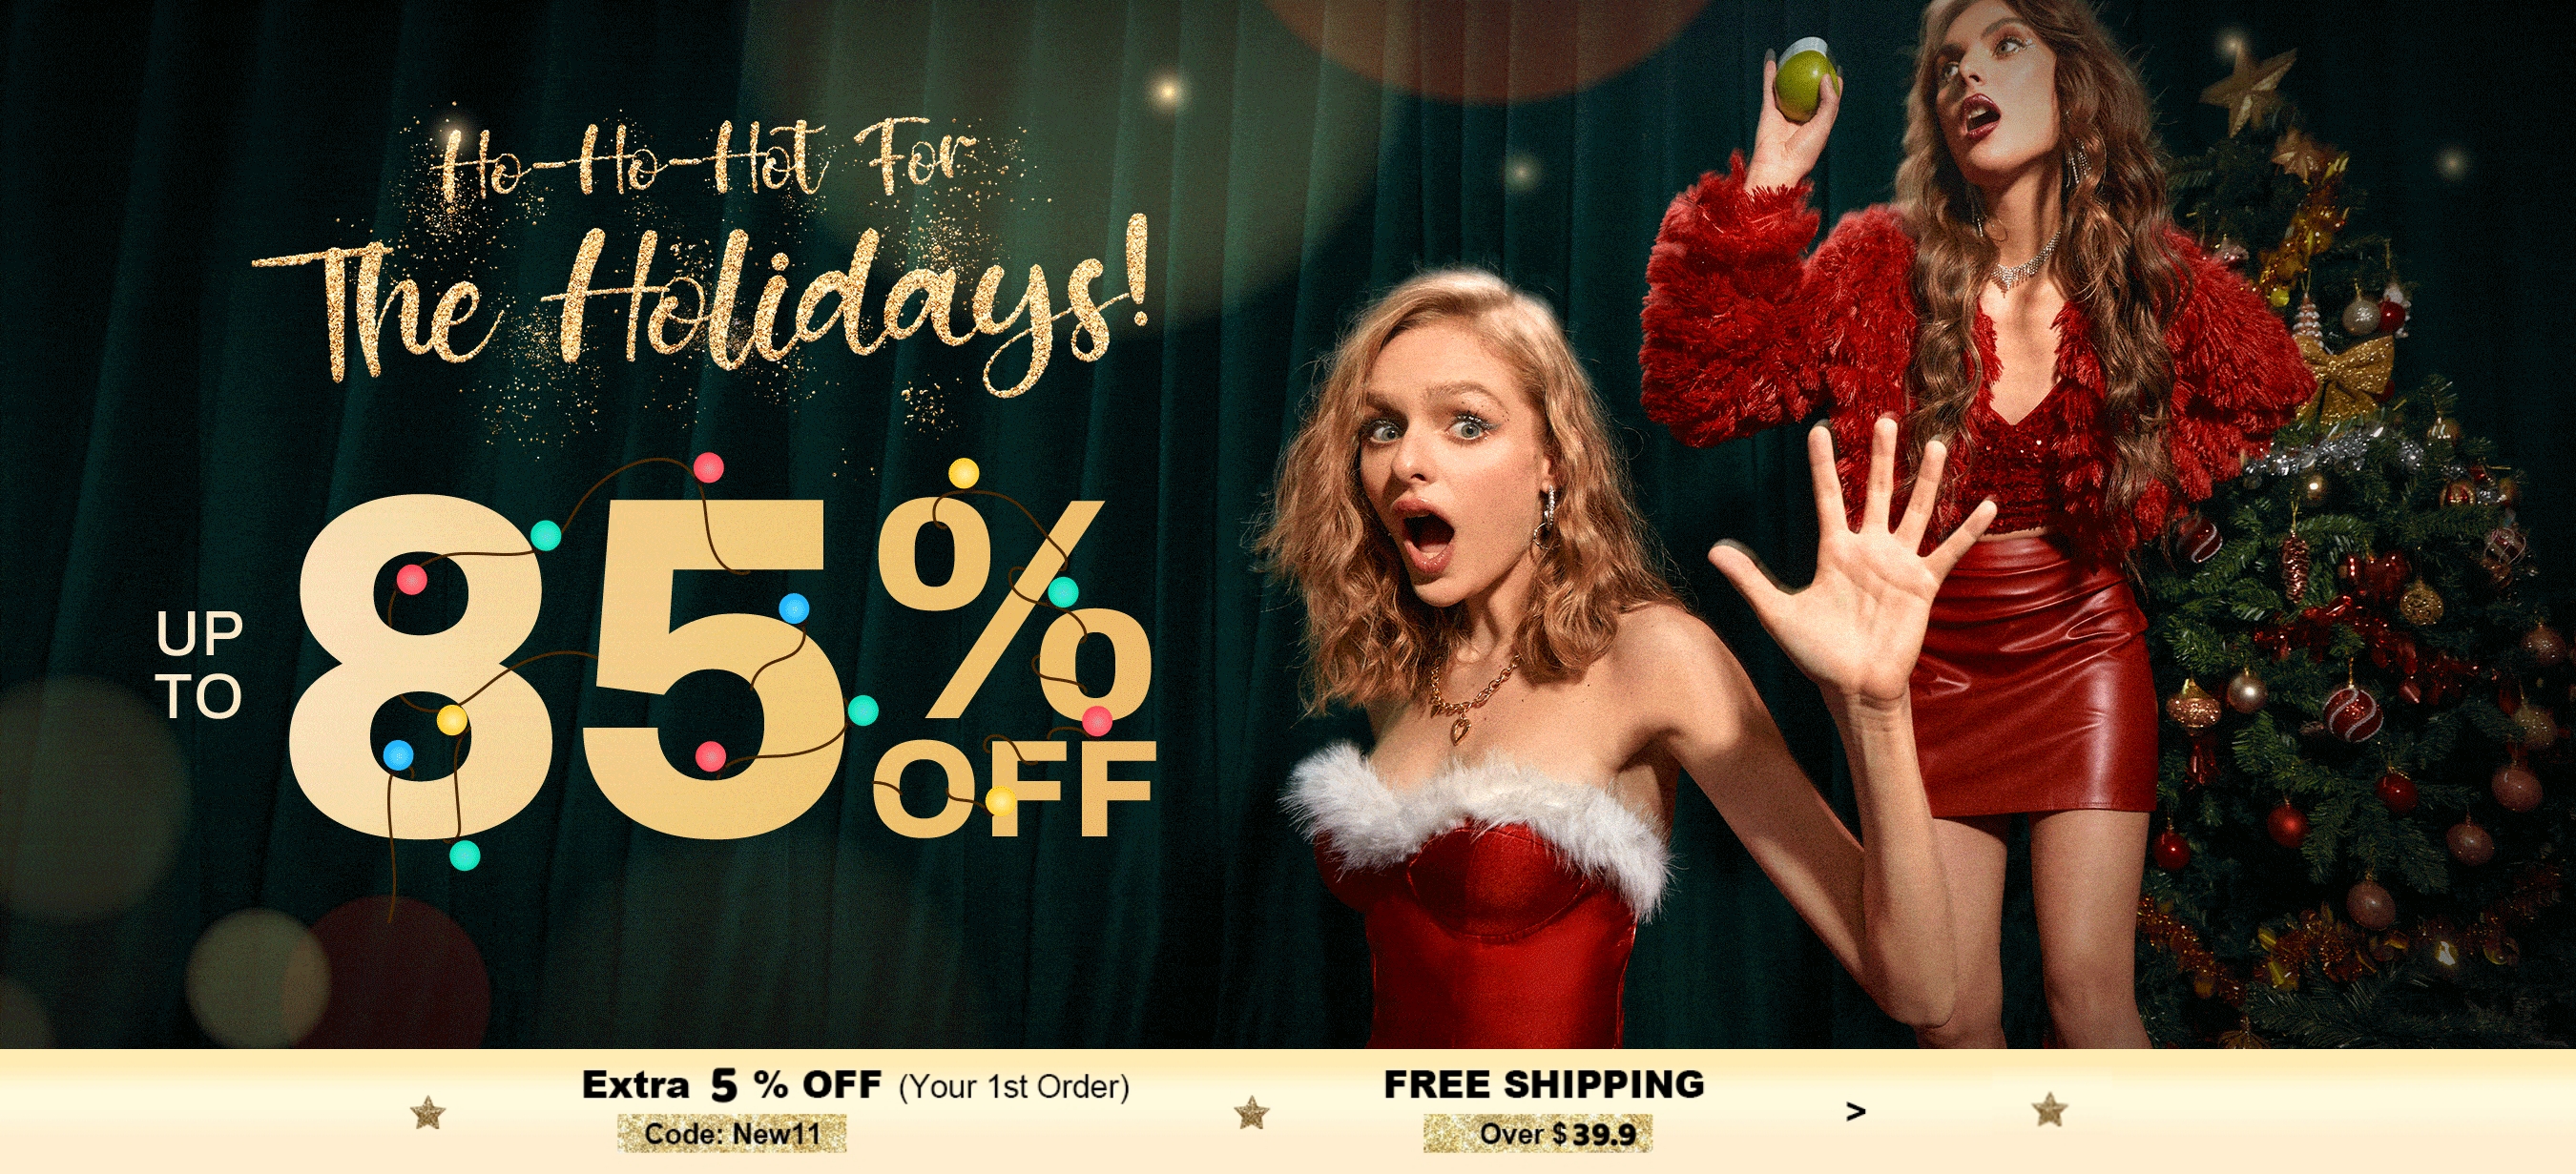 Ho-Ho-Hot For
The Holidays!
UP
TO
85%
OFF
Extra 5 % OFF (Your 1st Order)
Code: New11
FREE SHIPPING
Over $39.9
>